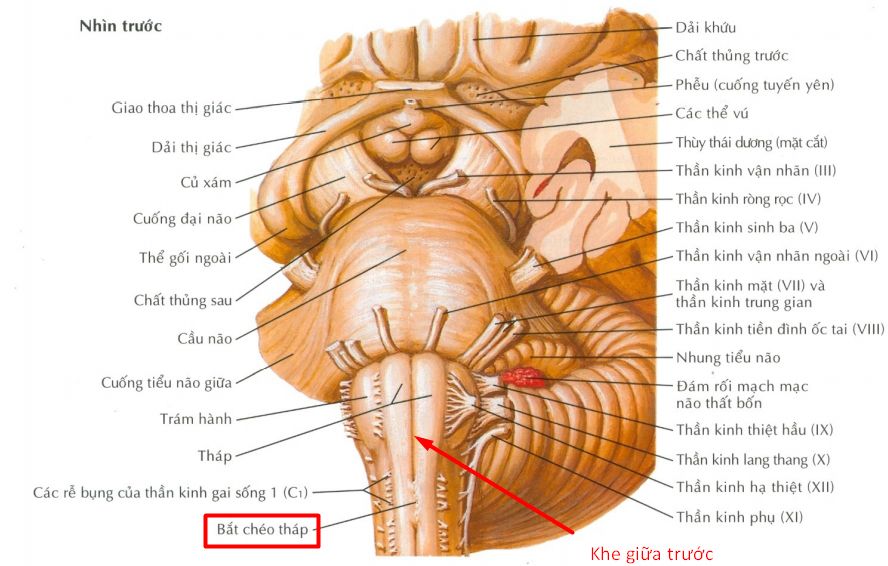 Nhìn trước
Giao thoa thị giác
Dải thị giác
Củ xám
Cuống đại não
Thể gối ngoài
Chất thủng sau
Cầu não
Cuống tiểu não giữa
Trám hành
Tháp
Các rễ bụng của thần kinh gai sống 1 (C₁)
Bắt chéo tháp
Dải khứu
Chất thủng trước
Phễu (cuống tuyến yên)
Các thể vú
Thùy thái dương (mặt cắt)
Thần kinh vận nhãn (III)
Thần kinh ròng rọc (IV)
Thần kinh sinh ba (V)
Thần kinh vận nhãn ngoài (VI)
Thần kinh mặt (VII) và
thần kinh trung gian
Thần kinh tiền đình ốc tai (VIII)
Nhung tiểu não
Đám rối mạch mạc
não thất bốn
Thần kinh thiệt hầu (IX)
Thần kinh lang thang (X)
Thần kinh hạ thiệt (XII)
Thần kinh phụ (XI)
Khe giữa trước